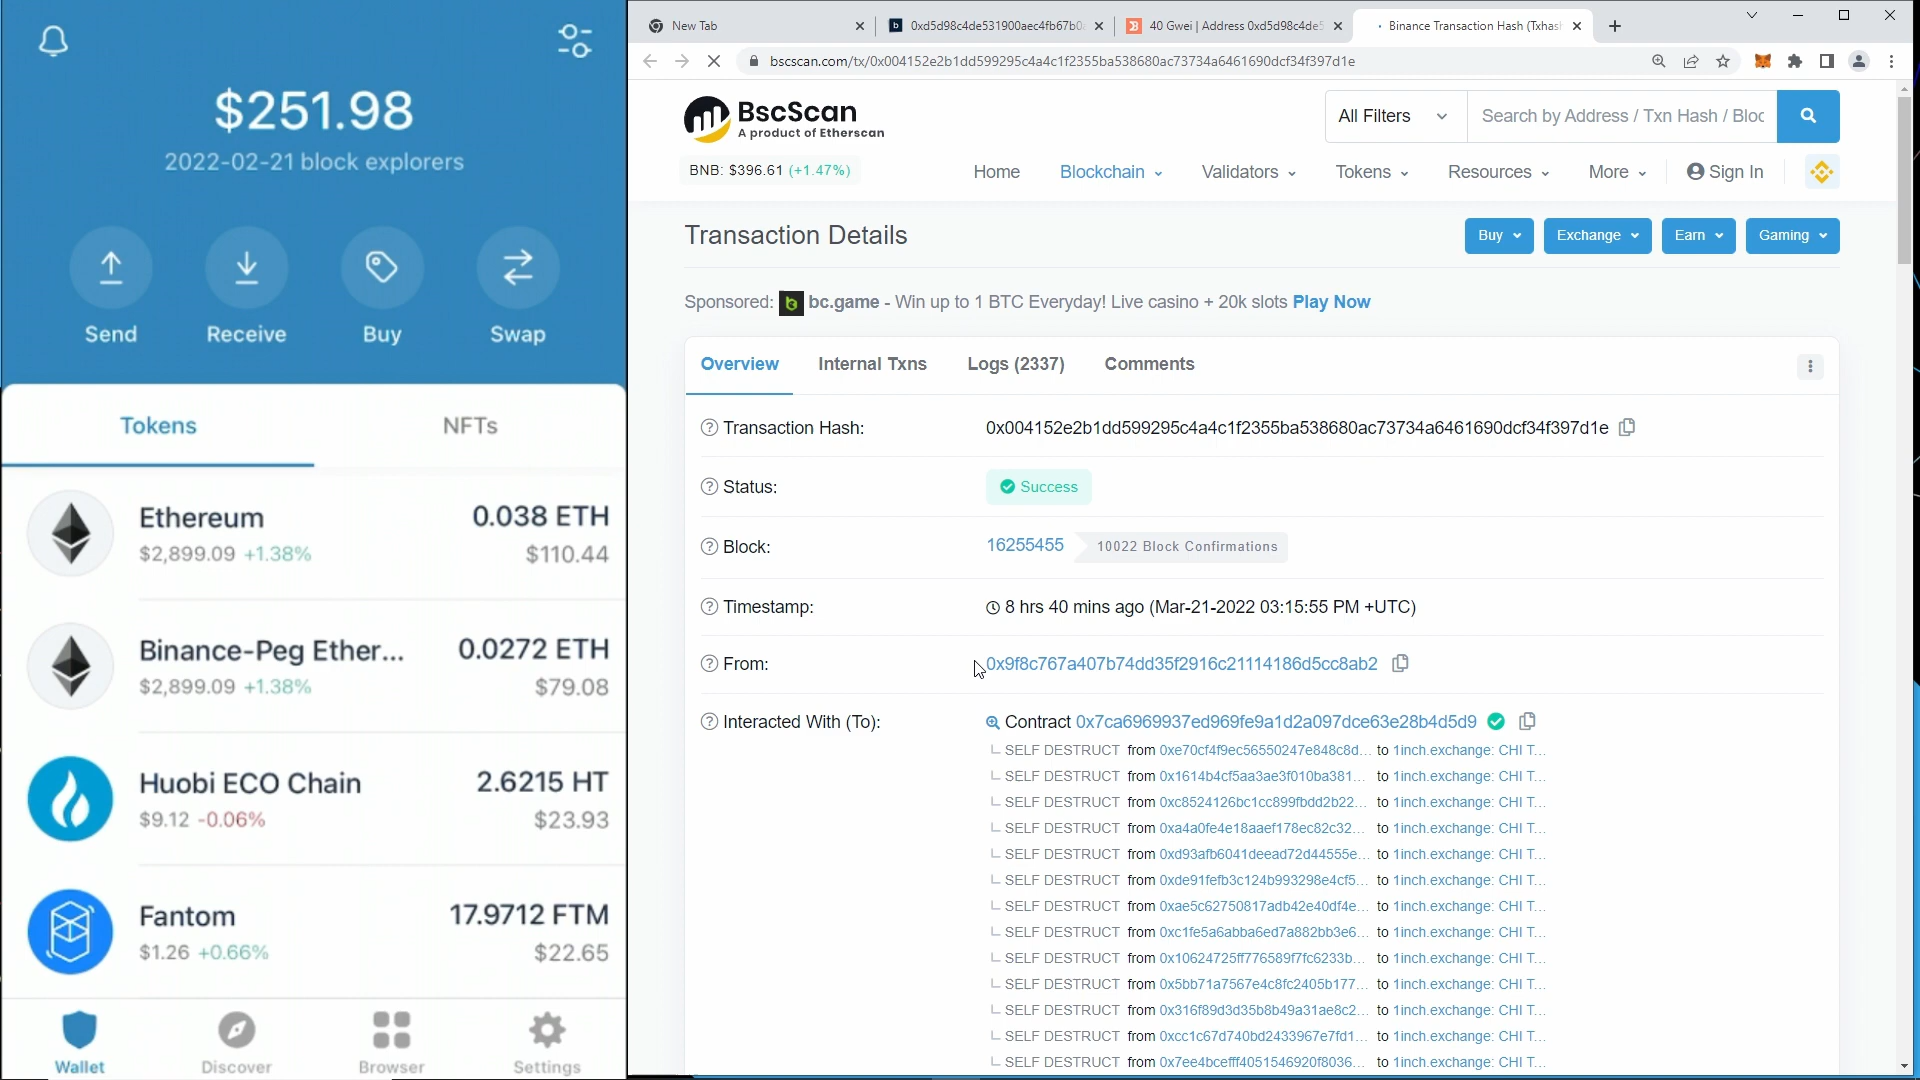 $251.98
2022-02-21 block explorers
Send
Receive
Buy
Swap
Tokens
NFTs
Ethereum
0.038 ETH
$2,899.09 +1.38%
$110.44
Binance-Peg Ether...
0.0272 ETH
$2,899.09 +1.38%
$79.08
Huobi ECO Chain
2.6215 HT
$9.12 -0.06%
$23.93
Fantom
17.9712 FTM
$1.26 +0.66%
$22.65
Wallet
Discover
Browser
Settings
New Tab
0xd5d98c4de531900aec4fb67b0
40 Gwei | Address 0xd5d98c4de5
Binance Transaction Hash (Txhash
bscscan.com/tx/0x004152e2b1dd599295c4a4c1f2355ba538680ac73734a6461690dcf34f397d1e
BscScan
A product of Etherscan
All Filters
Search by Address / Txn Hash / Bloc
BNB: $396.61 (+1.47%)
Home
Blockchain
Validators
Tokens
Resources
More
Sign In
Transaction Details
Buy
Exchange
Earn
Gaming
Sponsored: bc.game - Win up to 1 BTC Everyday! Live casino + 20k slots Play Now
Overview
Internal Txns
Logs (2337)
Comments
Transaction Hash:
0x004152e2b1dd599295c4a4c1f2355ba538680ac73734a6461690dcf34f397d1e
Status:
Success
Block:
16255455
10022 Block Confirmations
Timestamp:
8 hrs 40 mins ago (Mar-21-2022 03:15:55 PM +UTC)
From:
0x9f8c767a407b74dd35f2916c21114186d5cc8ab2
Interacted With (To):
Contract 0x7ca6969937ed969fe9a1d2a097dce63e28b4d5d9
SELF DESTRUCT from 0xe70cf4f9ec56550247e848c8d... to 1inch.exchange: CHI T...
SELF DESTRUCT from 0x1614b4cf5aa3ae3f010ba381... to 1inch.exchange: CHI T...
SELF DESTRUCT from 0xc8524126bc1cc899fbdd2b22... to 1inch.exchange: CHI T...
SELF DESTRUCT from 0xa4a0fe4e18aaef178ec82c32... to 1inch.exchange: CHI T...
SELF DESTRUCT from 0xd93afb6041deead72d44555e... to 1inch.exchange: CHI T...
SELF DESTRUCT from 0xde91fefb3c124b993298e4cf5... to 1inch.exchange: CHI T...
SELF DESTRUCT from 0xae5c62750817adb42e40df4e... to 1inch.exchange: CHI T...
SELF DESTRUCT from 0xc1fe5a6abba6ed7a882bb3e6... to 1inch.exchange: CHI T...
SELF DESTRUCT from 0x10624725ff776589f7fc6233b... to 1inch.exchange: CHI T...
SELF DESTRUCT from 0x5bb71a7567e4c8fc2405b177... to 1inch.exchange: CHI T...
SELF DESTRUCT from 0x316f89d3d35b8b49a31ae8c2... to 1inch.exchange: CHI T...
SELF DESTRUCT from 0xcc1c67d740bd2433967e7fd1... to 1inch.exchange: CHI T...
SELF DESTRUCT from 0x7ee4bcefff4051546920f8036... to 1inch.exchange: CHI T...